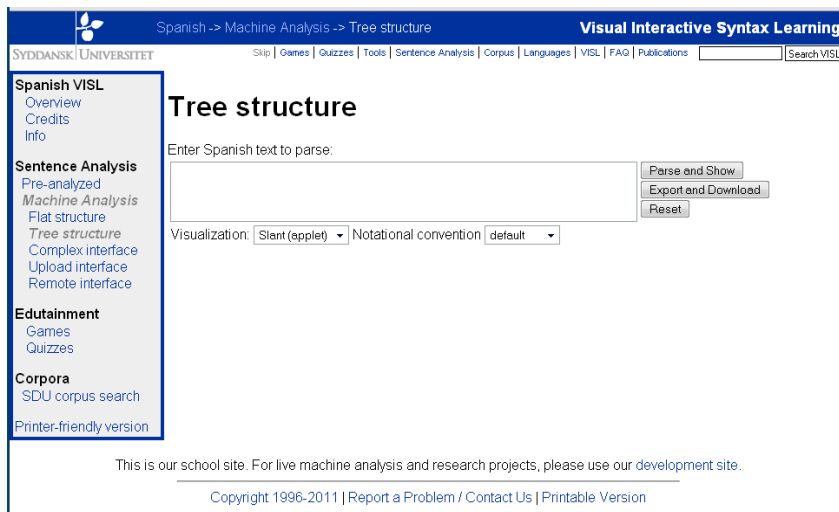 Spanish -> Machine Analysis -> Tree structure
Visual Interactive Syntax Learning
SYDDANSK UNIVERSITET
Skip | Games | Quizzes | Tools | Sentence Analysis | Corpus | Languages | VISL | FAQ | Publications
Search VISL
Spanish VISL
Overview
Credits
Info
Sentence Analysis
Pre-analyzed
Machine Analysis
Flat structure
Tree structure
Complex interface
Upload interface
Remote interface
Edutainment
Games
Quizzes
Corpora
SDU corpus search
Printer-friendly version
Tree structure
Enter Spanish text to parse:
Parse and Show
Export and Download
Reset
Visualization: Slant (applet) Notational convention default
This is our school site. For live machine analysis and research projects, please use our development site.
Copyright 1996-2011 | Report a Problem / Contact Us | Printable Version